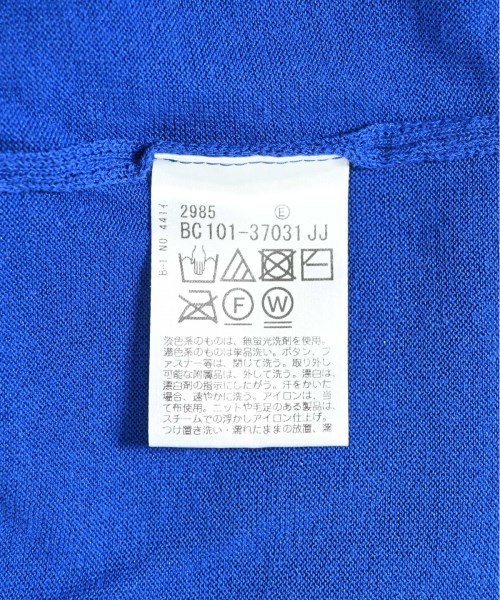 2985 E
BC101-37031JJ
F W
淡色系のものは、無蛍光洗剤を使用。
濃色系のものは単品洗い。ボタン、フ
ァスナー等は、閉じて洗う。取り外し
可能な附属品は、外して洗う。漂白は、
漂白剤の指示にしたがう。汗をかいた
場合、速やかに洗う。アイロンは、当
て布使用。ニットや毛足のある製品は、
スチームでの浮かしアイロン仕上げ。
つけ置き洗い・濡れたままの放置、濡